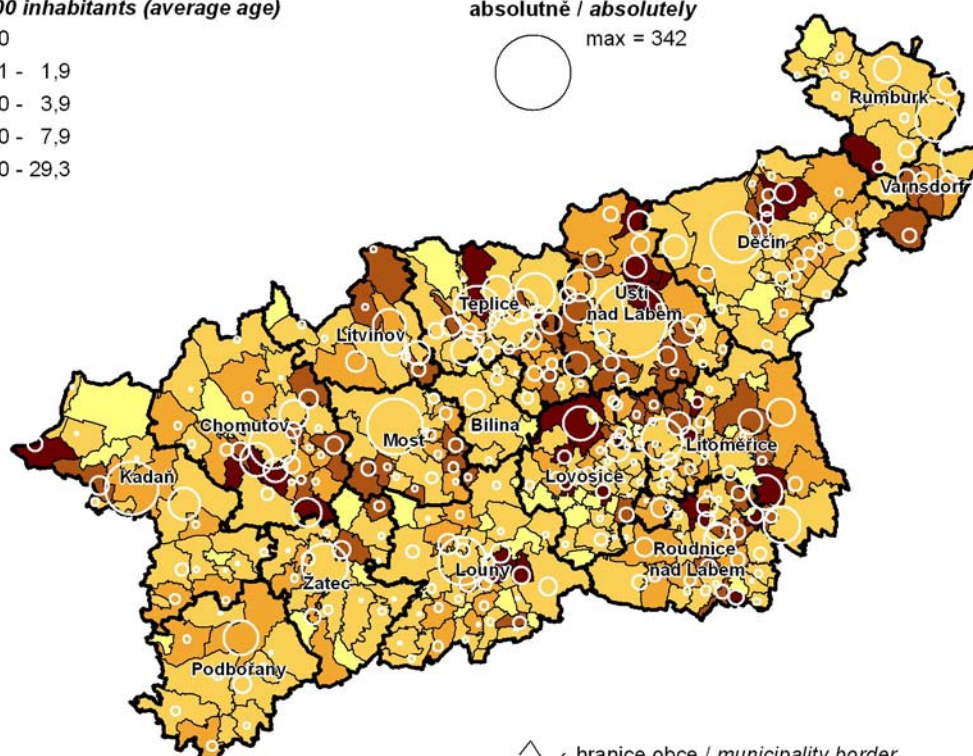 00 inhabitants (average age)
0
1 - 1,9
0 - 3,9
0 - 7,9
0 - 29,3
absolutně / absolutely
max = 342
Rumburk
Varnsdorf
Děčín
Ústí
nad Labem
Teplice
Litvínov
Chomutov
Most
Bílina
Litoměřice
Lovosice
Kadaň
Roudnice
nad Labem
Louny
Žatec
Podbořany
hranice obce / municipality border